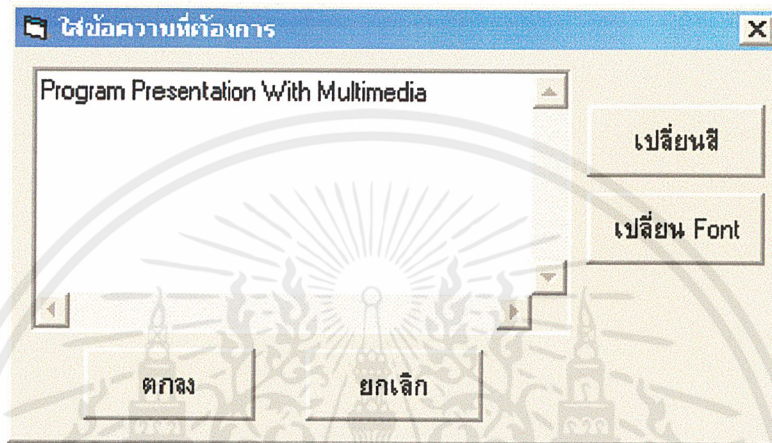 ใส่ข้อความที่ต้องการ
Program Presentation With Multimedia
เปลี่ยนสี
เปลี่ยน Font
ตกลง
ยกเลิก